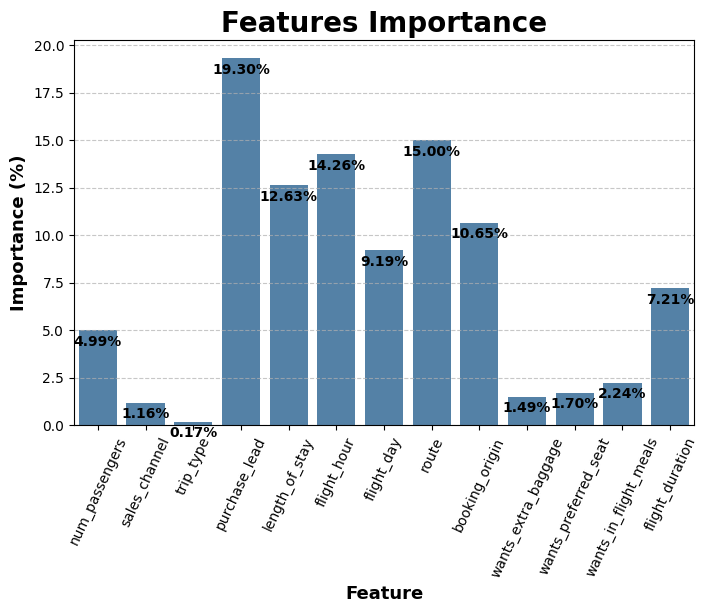 Features Importance
Importance (%)
20.0
17.5
15.0
12.5
10.0
7.5
5.0
2.5
0.0
4.99%
1.16%
0.17%
19.30%
12.63%
14.26%
9.19%
15.00%
10.65%
1.49%
1.70%
2.24%
7.21%
num_passengers
sales_channel
trip_type
purchase_lead
length_of_stay
flight_hour
flight_day
route
booking_origin
wants_extra_baggage
wants_preferred_seat
wants_in_flight_meals
flight_duration
Feature